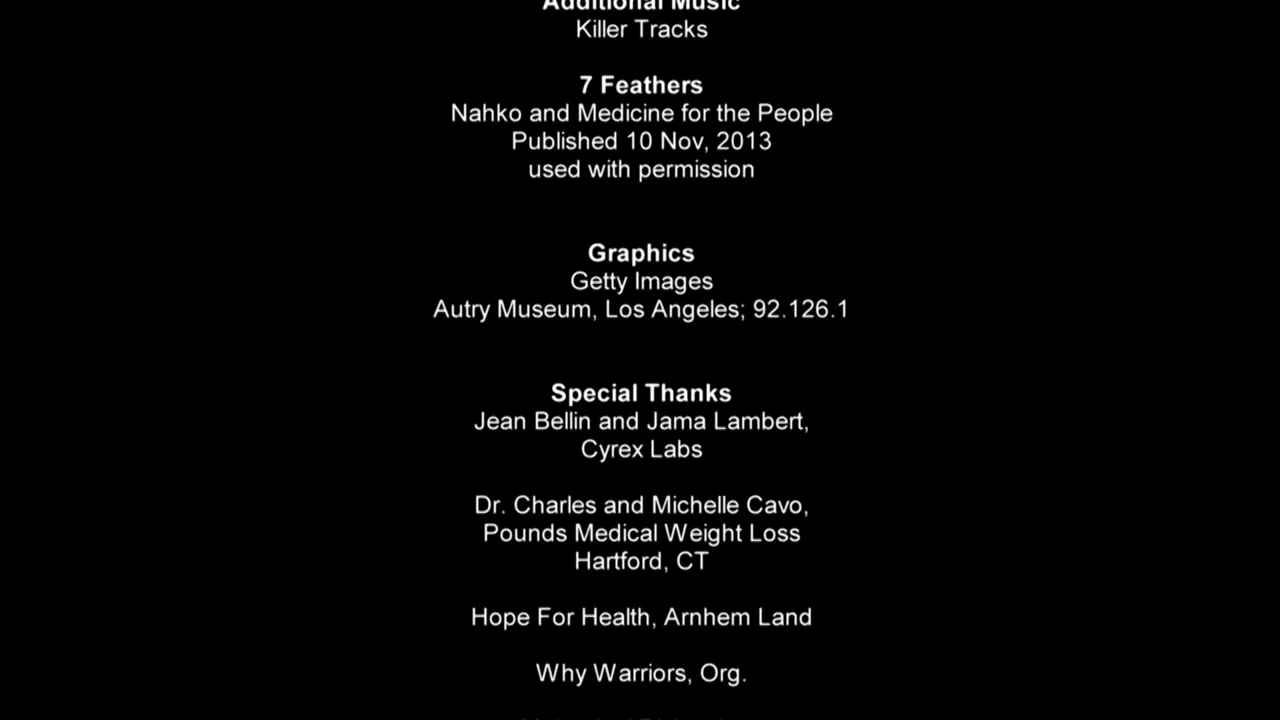 Additional Music
Killer Tracks
7 Feathers
Nahko and Medicine for the People
Published 10 Nov, 2013
used with permission
Graphics
Getty Images
Autry Museum, Los Angeles; 92.126.1
Special Thanks
Jean Bellin and Jama Lambert,
Cyrex Labs
Dr. Charles and Michelle Cavo,
Pounds Medical Weight Loss
Hartford, CT
Hope For Health, Arnhem Land
Why Warriors, Org.